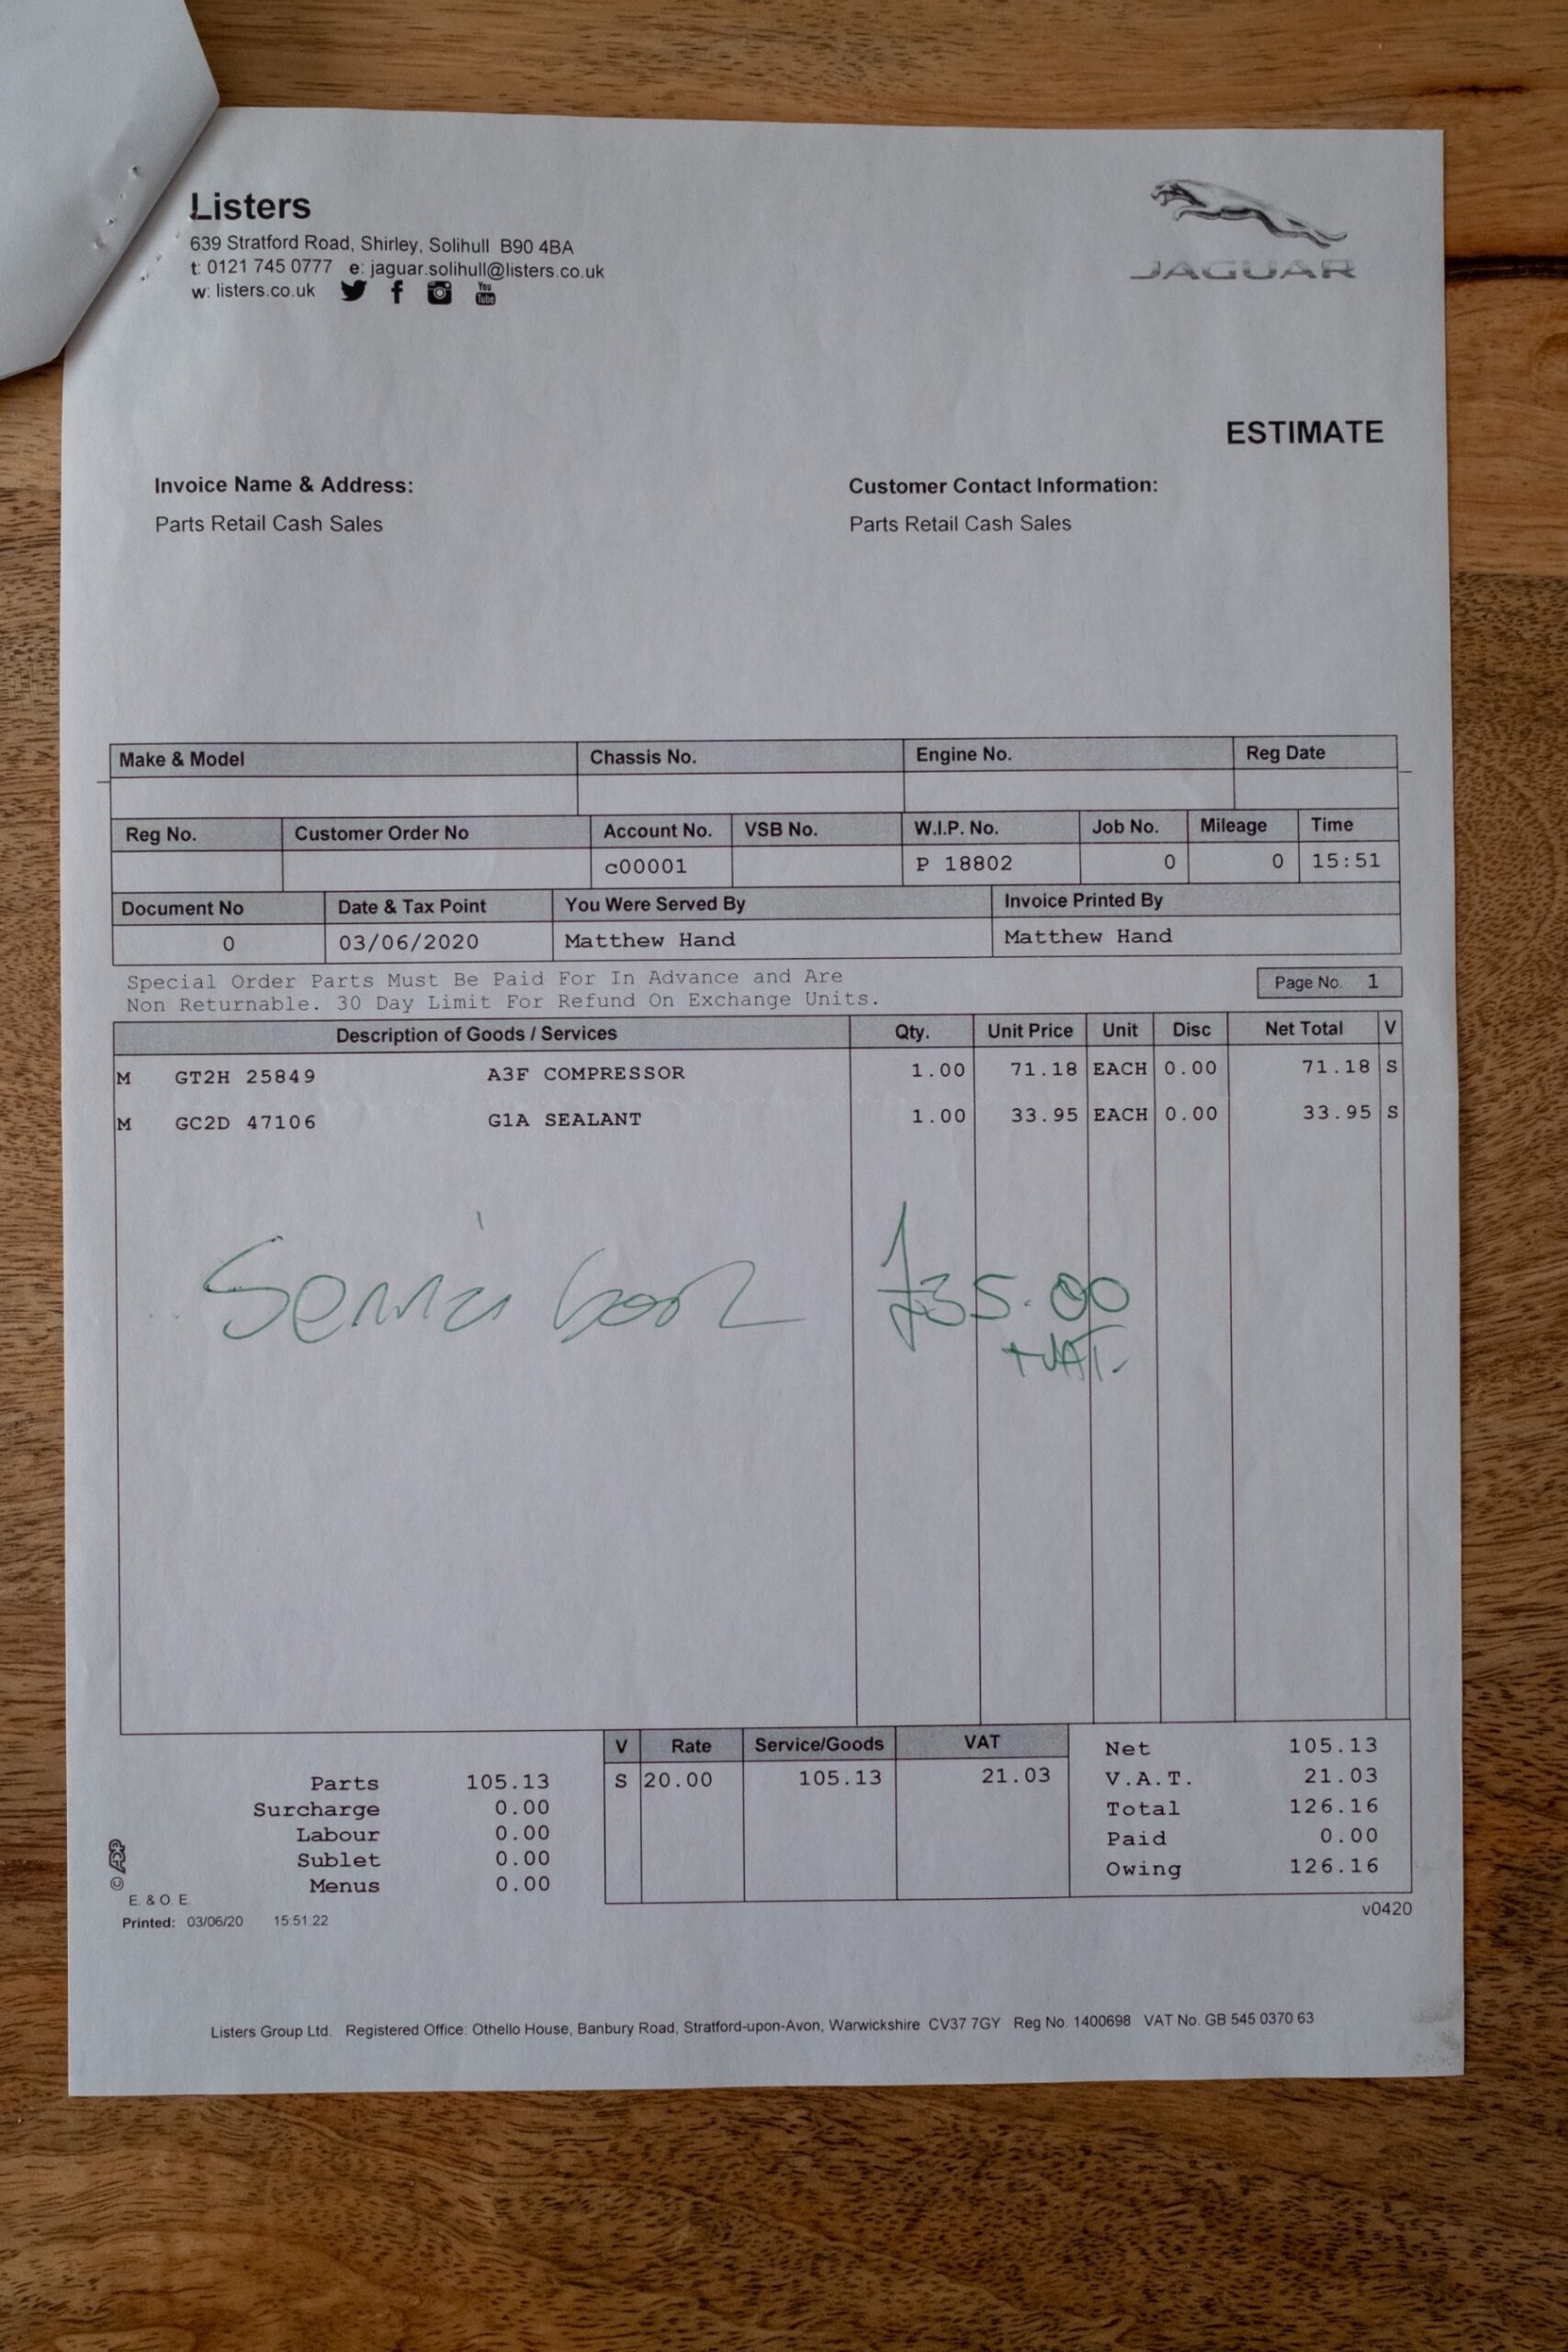 Listers
639 Stratford Road, Shirley, Solihull B90 4BA
t: 0121 745 0777 e: jaguar.solihull@listers.co.uk
w: listers.co.uk You Tube
JAGUAR
ESTIMATE
Invoice Name & Address:
Parts Retail Cash Sales
Customer Contact Information:
Parts Retail Cash Sales
Make & Model Chassis No. Engine No. Reg Date
Reg No. Customer Order No Account No. VSB No. W.I.P. No. Job No. Mileage Time
c00001 P 18802 0 0 15:51
Document No Date & Tax Point You Were Served By Invoice Printed By
0 03/06/2020 Matthew Hand Matthew Hand
Special Order Parts Must Be Paid For In Advance and Are
Non Returnable. 30 Day Limit For Refund On Exchange Units.
Page No. 1
Description of Goods / Services Qty. Unit Price Unit Disc Net Total V
M GT2H 25849 A3F COMPRESSOR 1.00 71.18 EACH 0.00 71.18 S
M GC2D 47106 G1A SEALANT 1.00 33.95 EACH 0.00 33.95 S
Service book £35.00
+VAT.
V Rate Service/Goods VAT
S 20.00 105.13 21.03
Parts 105.13
Surcharge 0.00
Labour 0.00
Sublet 0.00
Menus 0.00
Net 105.13
V.A.T. 21.03
Total 126.16
Paid 0.00
Owing 126.16
© ADP
E. & O. E.
Printed: 03/06/20 15:51:22
v0420
Listers Group Ltd. Registered Office: Othello House, Banbury Road, Stratford-upon-Avon, Warwickshire CV37 7GY Reg No. 1400698 VAT No. GB 545 0370 63